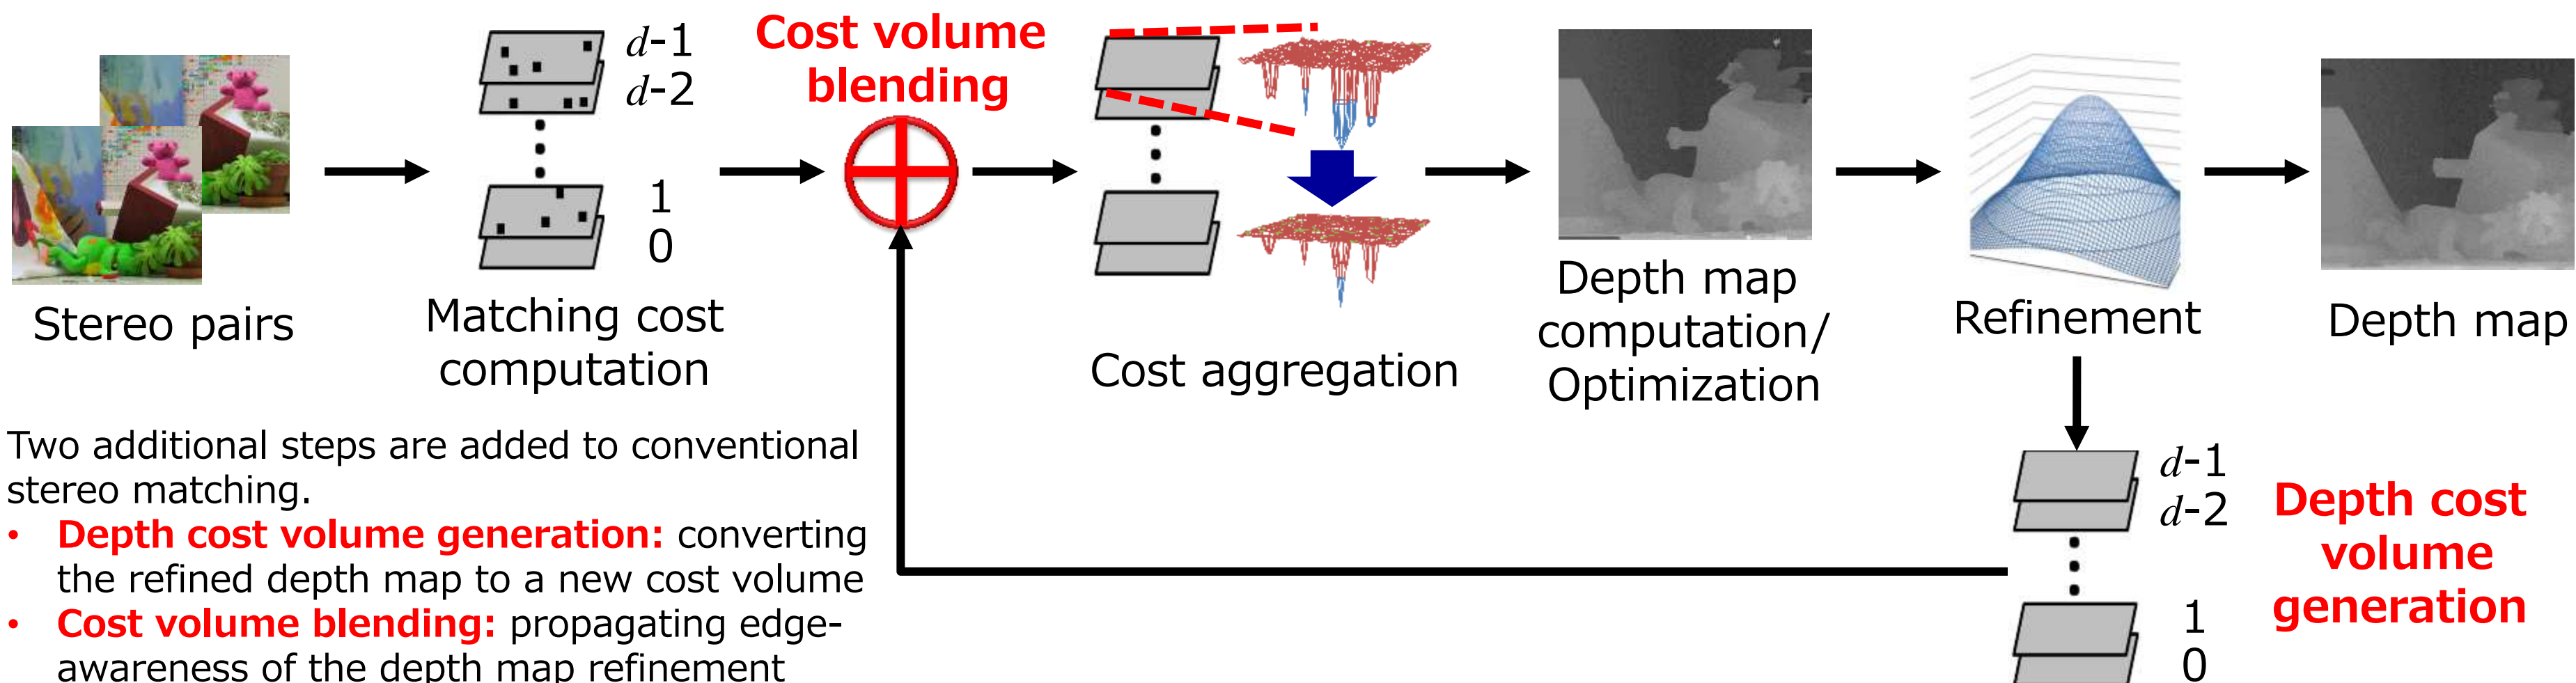 d-1
d-2
1
0
Cost volume
blending
Stereo pairs
Matching cost
computation
Cost aggregation
Depth map
computation/
Optimization
Refinement
Depth map
Two additional steps are added to conventional
stereo matching.
• Depth cost volume generation: converting
the refined depth map to a new cost volume
• Cost volume blending: propagating edge-
awareness of the depth map refinement
d-1
d-2
1
0
Depth cost
volume
generation